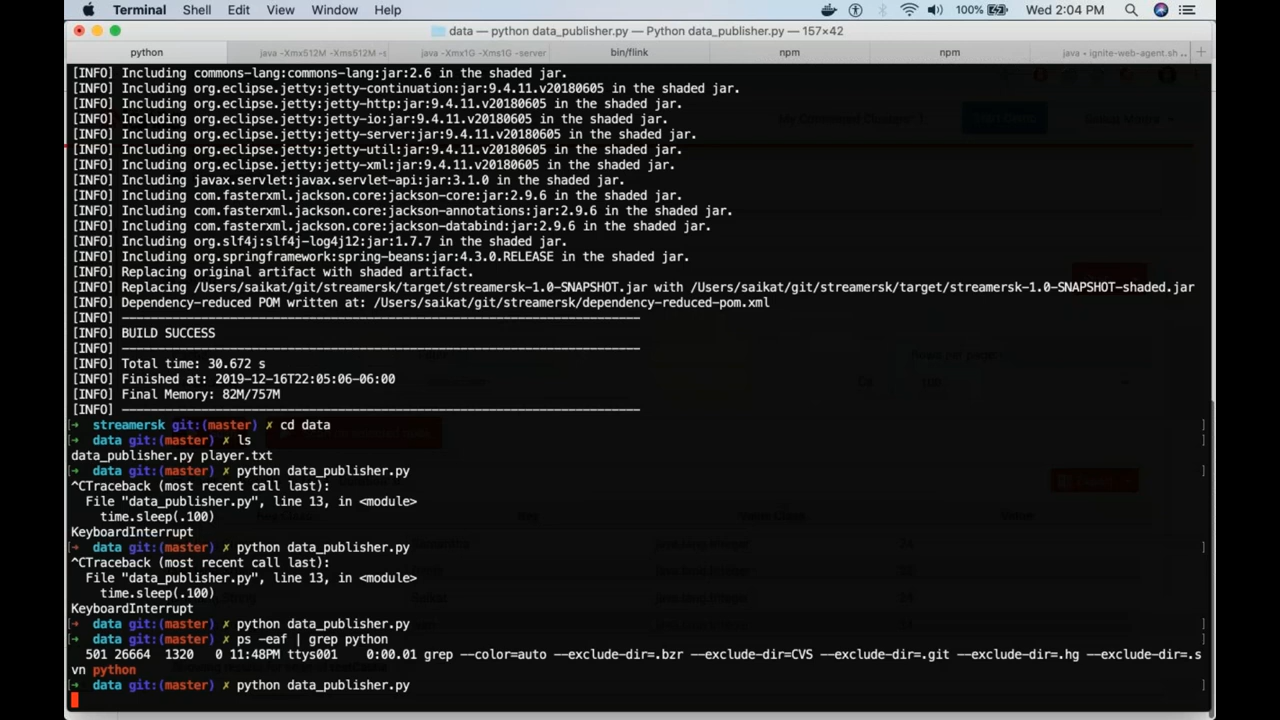 Terminal Shell Edit View Window Help 100% Wed 2:04 PM
data — python data_publisher.py — Python data_publisher.py — 157×42
python java -Xmx512M -Xms512M - java -Xmx1G -Xms1G -server bin/flink npm npm java ◂ ignite-web-agent.sh ...
[INFO] Including commons-lang:commons-lang:jar:2.6 in the shaded jar.
[INFO] Including org.eclipse.jetty:jetty-continuation:jar:9.4.11.v20180605 in the shaded jar.
[INFO] Including org.eclipse.jetty:jetty-http:jar:9.4.11.v20180605 in the shaded jar.
[INFO] Including org.eclipse.jetty:jetty-io:jar:9.4.11.v20180605 in the shaded jar.
[INFO] Including org.eclipse.jetty:jetty-server:jar:9.4.11.v20180605 in the shaded jar.
[INFO] Including org.eclipse.jetty:jetty-util:jar:9.4.11.v20180605 in the shaded jar.
[INFO] Including org.eclipse.jetty:jetty-xml:jar:9.4.11.v20180605 in the shaded jar.
[INFO] Including javax.servlet:javax.servlet-api:jar:3.1.0 in the shaded jar.
[INFO] Including com.fasterxml.jackson.core:jackson-core:jar:2.9.6 in the shaded jar.
[INFO] Including com.fasterxml.jackson.core:jackson-annotations:jar:2.9.6 in the shaded jar.
[INFO] Including com.fasterxml.jackson.core:jackson-databind:jar:2.9.6 in the shaded jar.
[INFO] Including org.slf4j:slf4j-log4j12:jar:1.7.7 in the shaded jar.
[INFO] Including org.springframework:spring-beans:jar:4.3.0.RELEASE in the shaded jar.
[INFO] Replacing original artifact with shaded artifact.
[INFO] Replacing /Users/saikat/git/streamersk/target/streamersk-1.0-SNAPSHOT.jar with /Users/saikat/git/streamersk/target/streamersk-1.0-SNAPSHOT-shaded.jar
[INFO] Dependency-reduced POM written at: /Users/saikat/git/streamersk/dependency-reduced-pom.xml
[INFO] ------------------------------------------------------------------------
[INFO] BUILD SUCCESS
[INFO] ------------------------------------------------------------------------
[INFO] Total time: 30.672 s
[INFO] Finished at: 2019-12-16T22:05:06-06:00
[INFO] Final Memory: 82M/757M
[INFO] ------------------------------------------------------------------------
[➜ streamersk git:(master) ✗ cd data ]
[➜ data git:(master) ✗ ls ]
data_publisher.py player.txt
[➜ data git:(master) ✗ python data_publisher.py ]
^CTraceback (most recent call last):
File "data_publisher.py", line 13, in <module>
time.sleep(.100)
KeyboardInterrupt
[➜ data git:(master) ✗ python data_publisher.py ]
^CTraceback (most recent call last):
File "data_publisher.py", line 13, in <module>
time.sleep(.100)
KeyboardInterrupt
[➜ data git:(master) ✗ python data_publisher.py ]
[➜ data git:(master) ✗ ps -eaf | grep python ]
501 26664 1320 0 11:48PM ttys001 0:00.01 grep --color=auto --exclude-dir=.bzr --exclude-dir=CVS --exclude-dir=.git --exclude-dir=.hg --exclude-dir=.s
vn python
[➜ data git:(master) ✗ python data_publisher.py ]